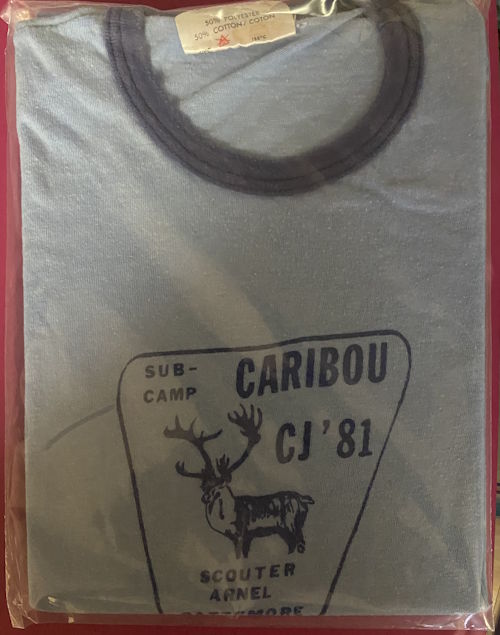 50% POLYESTER
50% COTTON / COTON
SUB-
CAMP
CARIBOU
CJ '81
SCOUTER
ARNEL